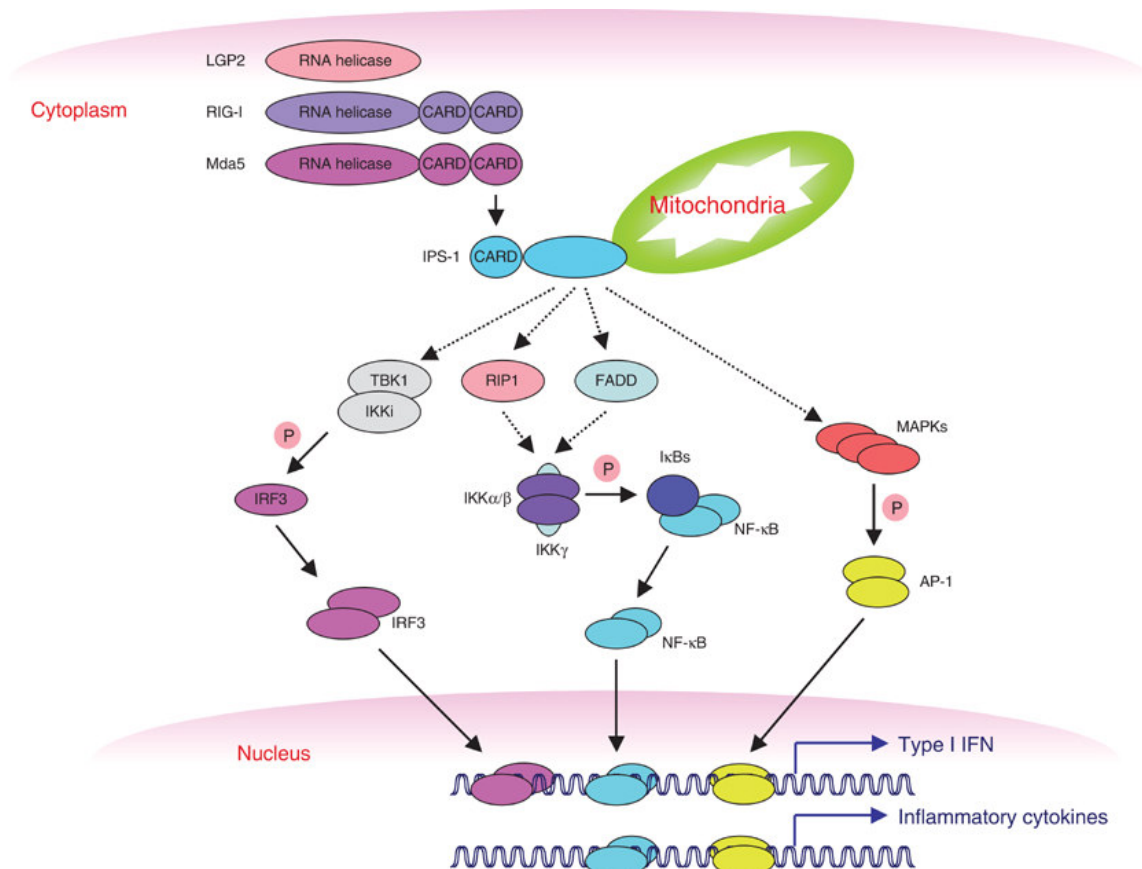 LGP2
RNA helicase
Cytoplasm
RIG-I
RNA helicase
CARD
CARD
Mda5
RNA helicase
CARD
CARD
Mitochondria
IPS-1
CARD
TBK1
IKKi
RIP1
FADD
MAPKs
P
IRF3
IKKα/β
IKKγ
P
IκBs
NF-κB
P
AP-1
IRF3
NF-κB
Nucleus
Type I IFN
Inflammatory cytokines